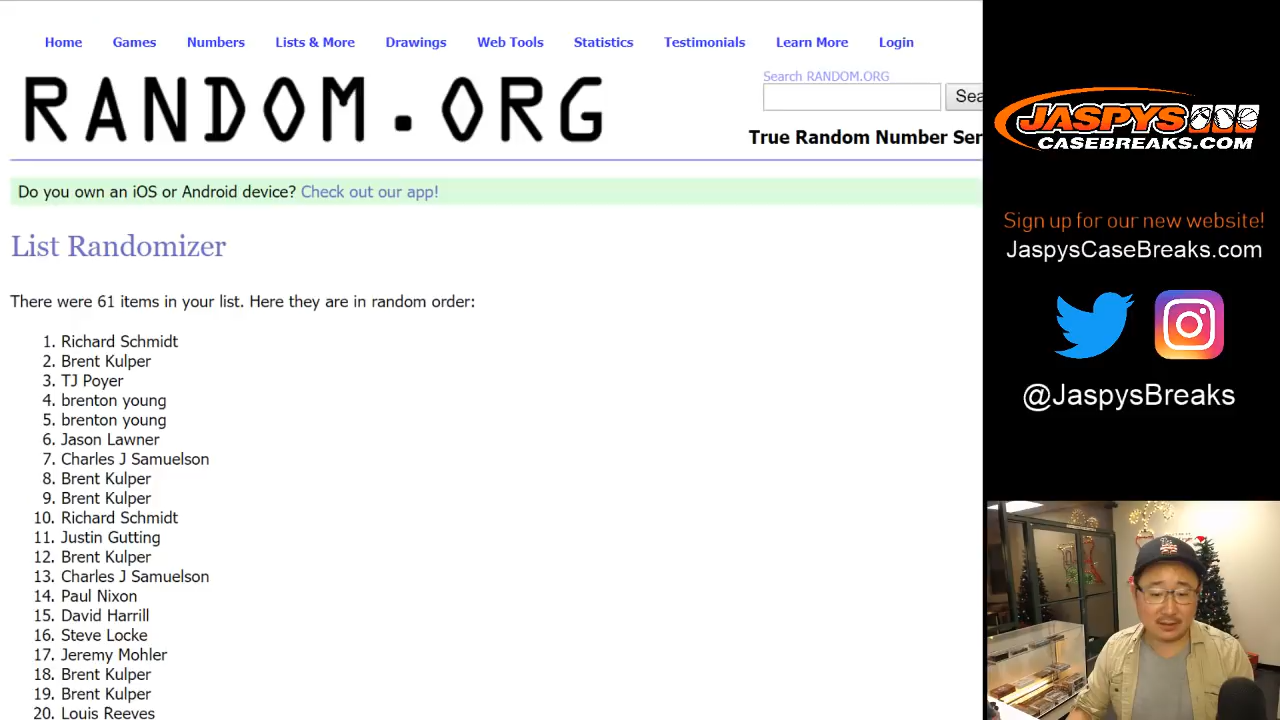 Home Games Numbers Lists & More Drawings Web Tools Statistics Testimonials Learn More Login
RANDOM.ORG
Search RANDOM.ORG
Sea
True Random Number Ser
Do you own an iOS or Android device? Check out our app!
List Randomizer
There were 61 items in your list. Here they are in random order:
1. Richard Schmidt
2. Brent Kulper
3. TJ Poyer
4. brenton young
5. brenton young
6. Jason Lawner
7. Charles J Samuelson
8. Brent Kulper
9. Brent Kulper
10. Richard Schmidt
11. Justin Gutting
12. Brent Kulper
13. Charles J Samuelson
14. Paul Nixon
15. David Harrill
16. Steve Locke
17. Jeremy Mohler
18. Brent Kulper
19. Brent Kulper
20. Louis Reeves
JASPYS
CASEBREAKS.COM
Sign up for our new website!
JaspysCaseBreaks.com
@JaspysBreaks